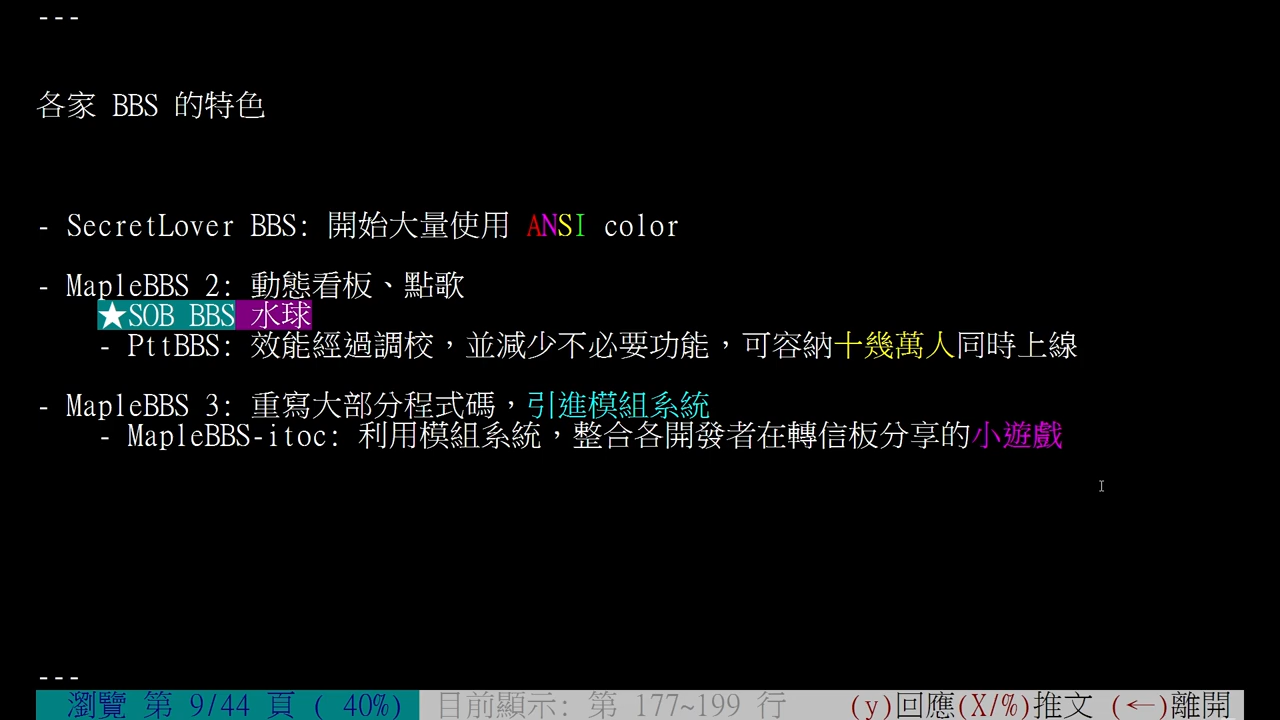 ---
各家 BBS 的特色
- SecretLover BBS: 開始大量使用 ANSI color
- MapleBBS 2: 動態看板、點歌
★SOB BBS 水球
- PttBBS: 效能經過調校，並減少不必要功能，可容納十幾萬人同時上線
- MapleBBS 3: 重寫大部分程式碼，引進模組系統
- MapleBBS-itoc: 利用模組系統，整合各開發者在轉信板分享的小遊戲
---
瀏覽 第 9/44 頁 ( 40%) 目前顯示: 第 177~199 行 (y)回應(X/%)推文 (←)離開